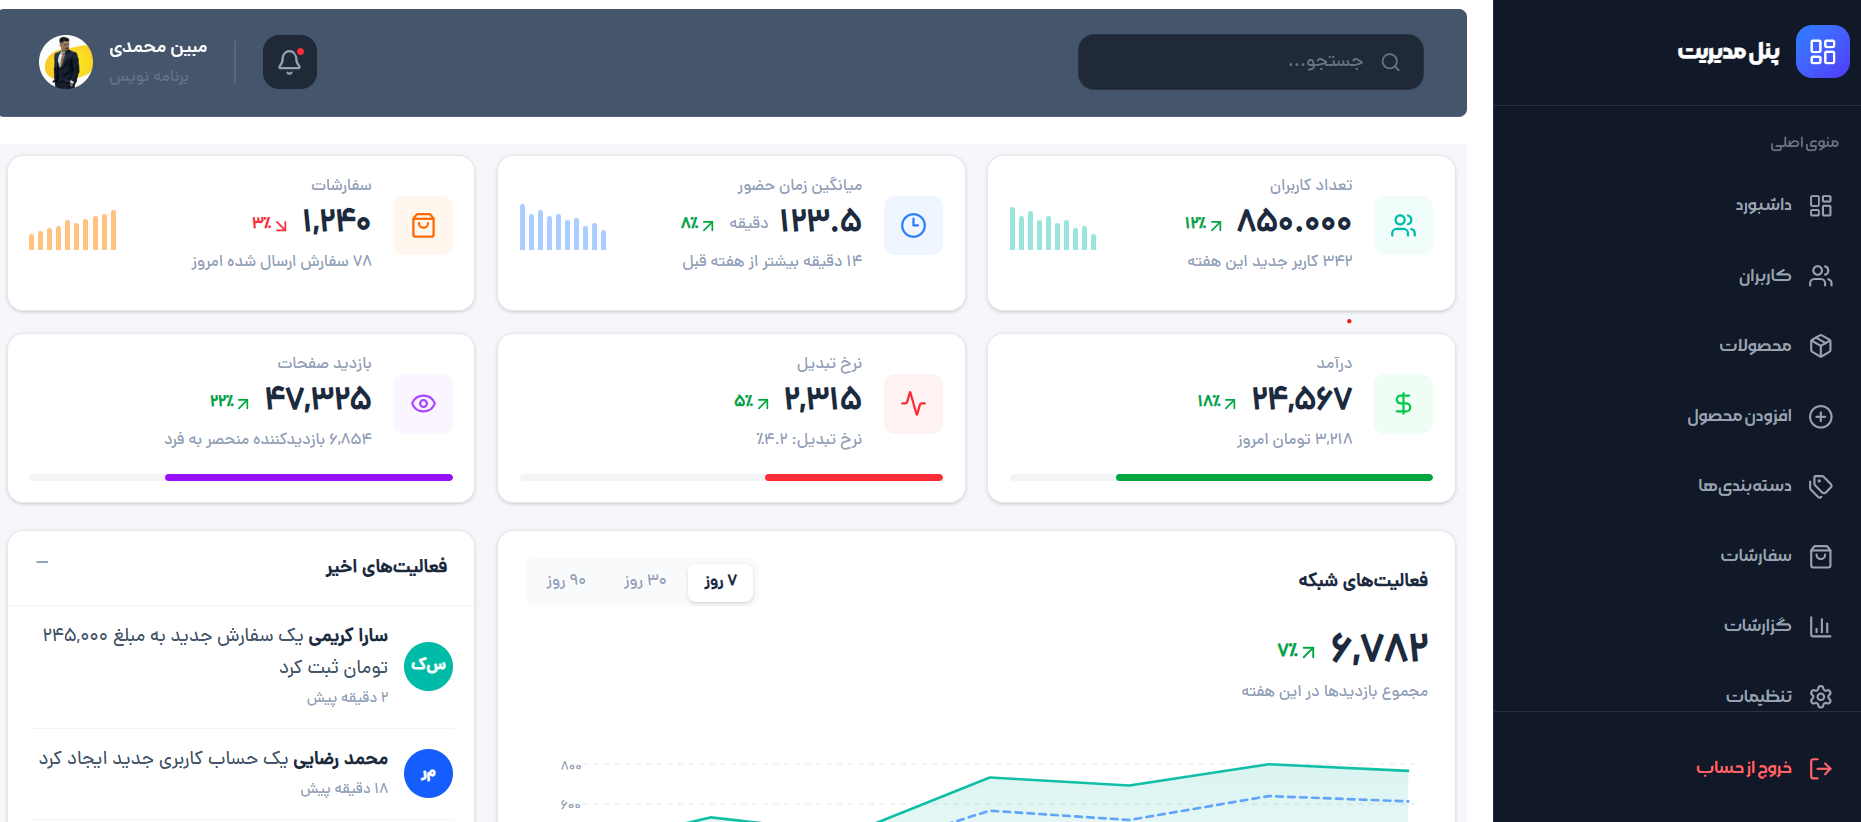 پنل مدیریت
منوی اصلی
داشبورد
کاربران
محصولات
افزودن محصول
دسته‌بندی‌ها
سفارشات
گزارشات
تنظیمات
خروج از حساب
جستجو...
مبین محمدی
برنامه نویس
تعداد کاربران
۸۵۰.۰۰۰ ۱۲٪
۳۴۲ کاربر جدید این هفته
میانگین زمان حضور
۱۲۳.۵ دقیقه ۸٪
۱۴ دقیقه بیشتر از هفته قبل
سفارشات
۱,۲۴۰ ۳٪
۷۸ سفارش ارسال شده امروز
درآمد
۲۴,۵۶۷ ۱۸٪
۳,۲۱۸ تومان امروز
نرخ تبدیل
۲,۳۱۵ ۵٪
نرخ تبدیل: ۴.۲٪
بازدید صفحات
۴۷,۳۲۵ ۲۲٪
۶,۸۵۴ بازدیدکننده منحصر به فرد
فعالیت‌های شبکه
۷ روز ۳۰ روز ۹۰ روز
۶,۷۸۲ ۷٪
مجموع بازدیدها در این هفته
۸۰۰
۶۰۰
فعالیت‌های اخیر
س‌ک
سارا کریمی یک سفارش جدید به مبلغ ۲۴۵,۰۰۰
تومان ثبت کرد
۲ دقیقه پیش
م‌ر
محمد رضایی یک حساب کاربری جدید ایجاد کرد
۱۸ دقیقه پیش